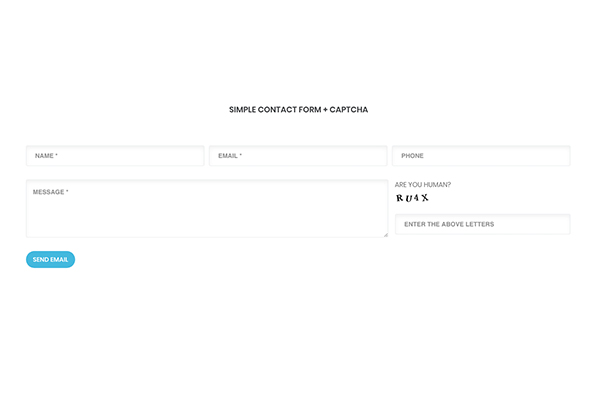 SIMPLE CONTACT FORM + CAPTCHA
NAME *
EMAIL *
PHONE
MESSAGE *
ARE YOU HUMAN?
RU4X
ENTER THE ABOVE LETTERS
SEND EMAIL